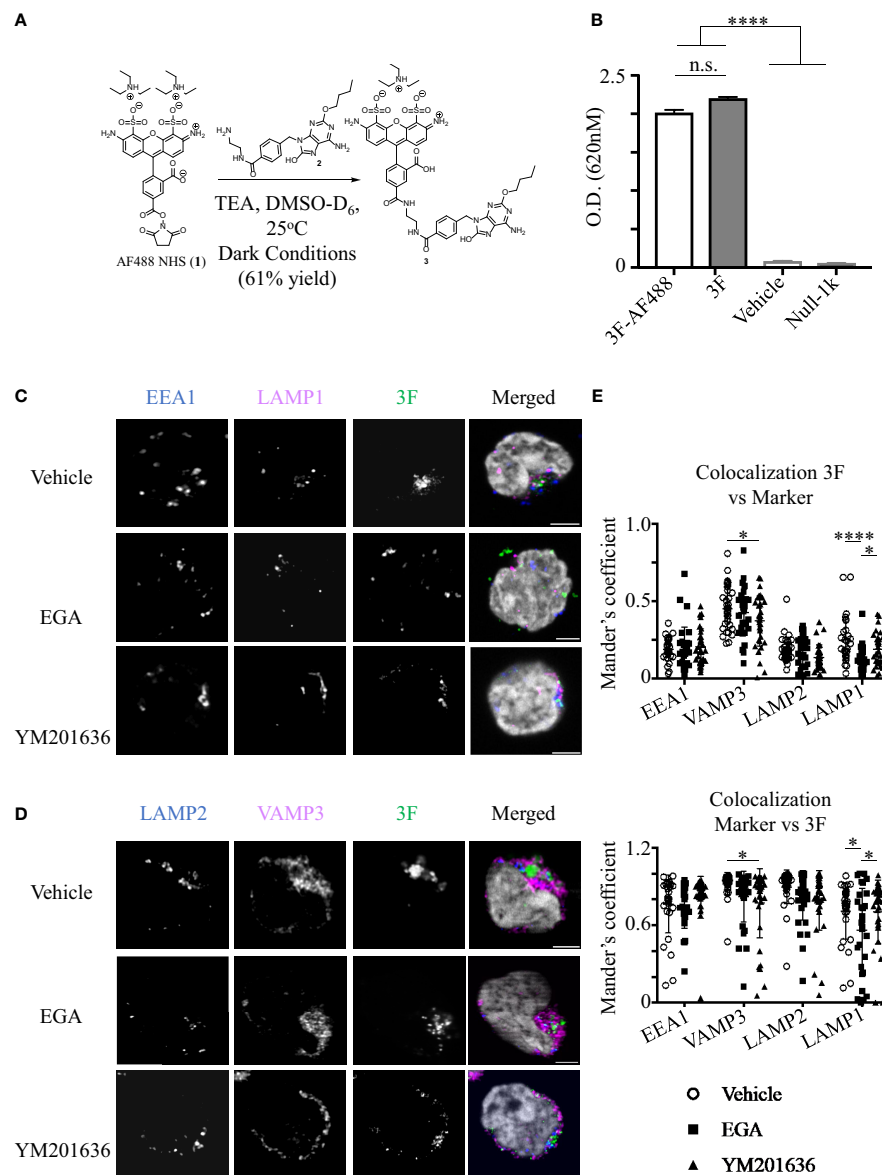 A
AF488 NHS (1)
2
TEA, DMSO-D6,
25°C
Dark Conditions
(61% yield)
3
B
****
n.s.
2.5
0
O.D. (620nM)
3F-AF488
3F
Vehicle
Null-1k
C
EEA1 LAMP1 3F Merged
Vehicle
EGA
YM201636
D
LAMP2 VAMP3 3F Merged
Vehicle
EGA
YM201636
E
Colocalization 3F
vs Marker
Mander's coefficient
1.0
0.5
0
*
****
*
EEA1
VAMP3
LAMP2
LAMP1
Colocalization
Marker vs 3F
Mander's coefficient
1.2
0.6
0
*
*
*
EEA1
VAMP3
LAMP2
LAMP1
Vehicle
EGA
YM201636